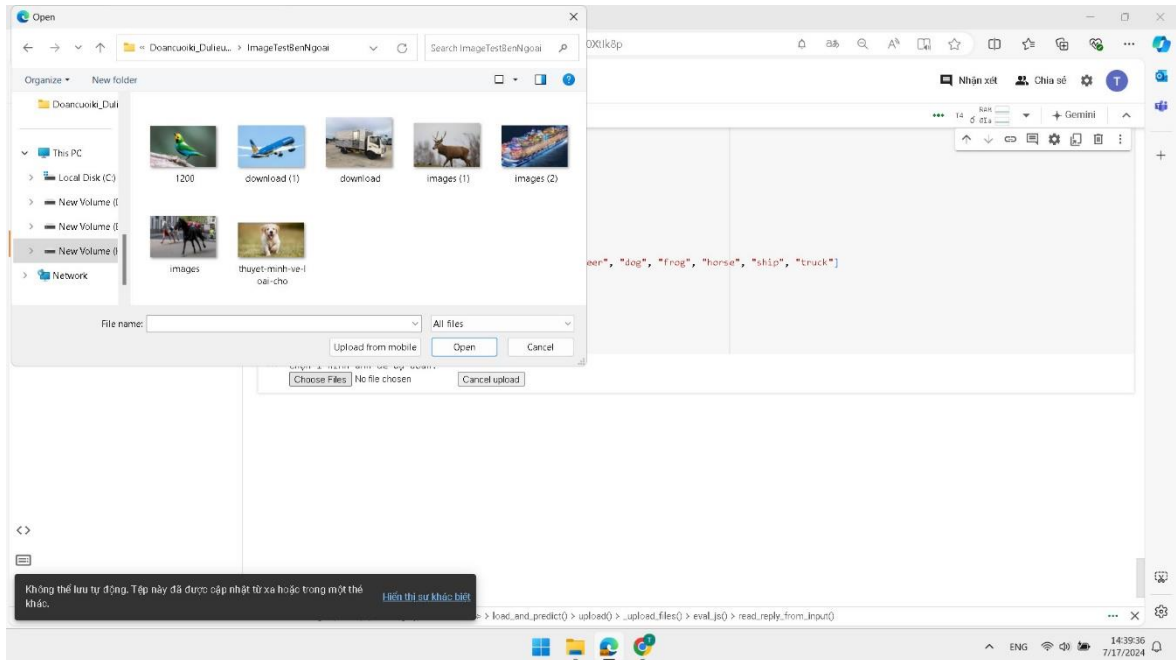 Open
« Doancuoiki_Dulieu... > ImageTestBenNgoai
Search ImageTestBenNgoai
0XtIk8p
Organize
New folder
Nhận xét
Chia sẻ
T
Doancuoiki_Duli
RAM
Gemini
This PC
Local Disk (C:)
New Volume (
New Volume (
New Volume (
Network
1200
download (1)
download
images (1)
images (2)
images
thuyet-minh-ve-l
oai-cho
eer", "dog", "frog", "horse", "ship", "truck"]
File name:
All files
Upload from mobile
Open
Cancel
Choose Files
No file chosen
Cancel upload
Không thể lưu tự động. Tệp này đã được cập nhật từ xa hoặc trong một thẻ
khác.
Hiển thị sự khác biệt
> load_and_predict() > upload() > _upload_files() > eval_js() > read_reply_from_input()
ENG
14:39:36
7/17/2024